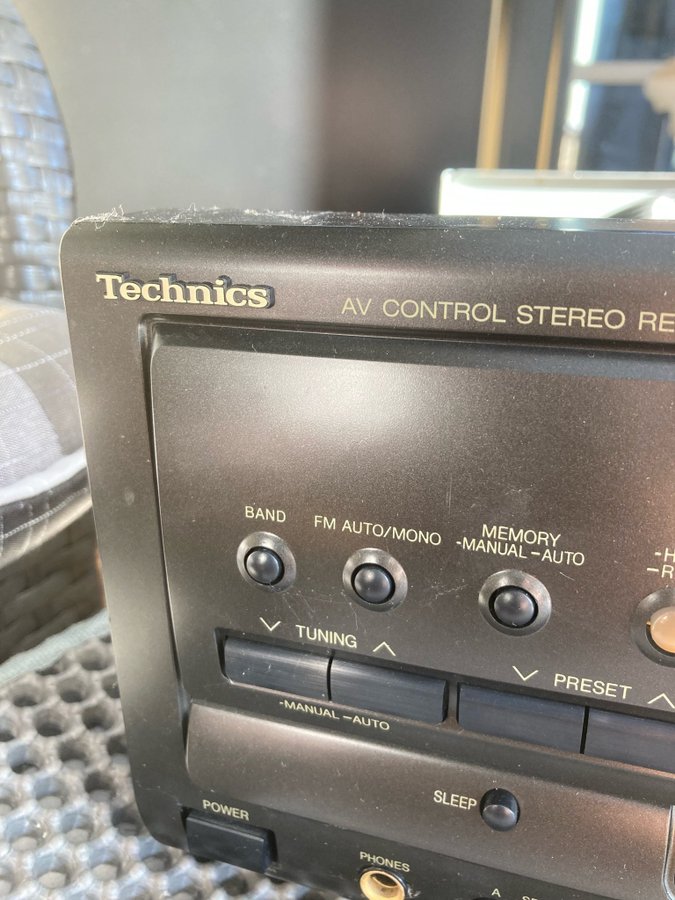 Technics
AV CONTROL STEREO RE
BAND
FM AUTO/MONO
MEMORY
-MANUAL -AUTO
-H
-R
TUNING
PRESET
-MANUAL -AUTO
SLEEP
POWER
PHONES
A